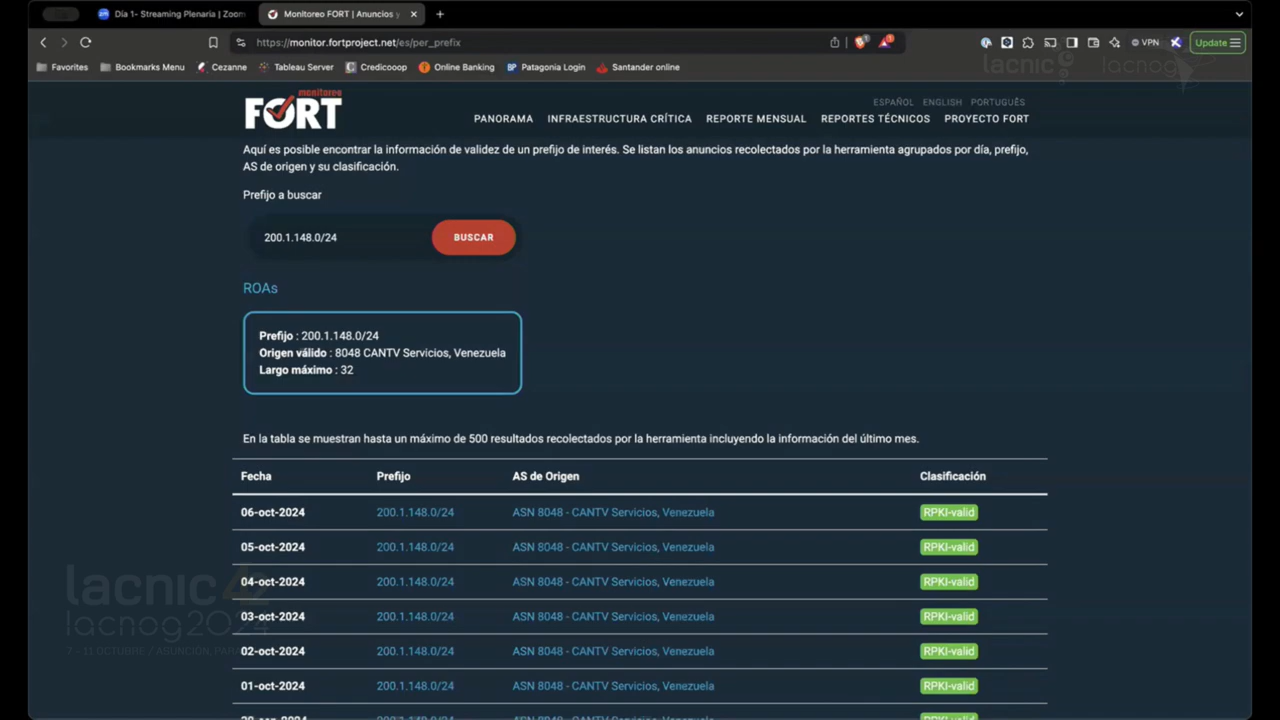 Día 1- Streaming Plenaria | Zoom
Monitoreo FORT | Anuncios y
https://monitor.fortproject.net/es/per_prefix
VPN
Update
Favorites
Bookmarks Menu
Cezanne
Tableau Server
Credicooop
Online Banking
Patagonia Login
Santander online
lacnic
lacnog
monitoreo
FORT
ESPAÑOL ENGLISH PORTUGUÊS
PANORAMA INFRAESTRUCTURA CRÍTICA REPORTE MENSUAL REPORTES TÉCNICOS PROYECTO FORT
Aquí es posible encontrar la información de validez de un prefijo de interés. Se listan los anuncios recolectados por la herramienta agrupados por día, prefijo,
AS de origen y su clasificación.
Prefijo a buscar
200.1.148.0/24
BUSCAR
ROAs
Prefijo : 200.1.148.0/24
Origen válido : 8048 CANTV Servicios, Venezuela
Largo máximo : 32
En la tabla se muestran hasta un máximo de 500 resultados recolectados por la herramienta incluyendo la información del último mes.
Fecha Prefijo AS de Origen Clasificación
06-oct-2024 200.1.148.0/24 ASN 8048 - CANTV Servicios, Venezuela RPKI-valid
05-oct-2024 200.1.148.0/24 ASN 8048 - CANTV Servicios, Venezuela RPKI-valid
04-oct-2024 200.1.148.0/24 ASN 8048 - CANTV Servicios, Venezuela RPKI-valid
03-oct-2024 200.1.148.0/24 ASN 8048 - CANTV Servicios, Venezuela RPKI-valid
02-oct-2024 200.1.148.0/24 ASN 8048 - CANTV Servicios, Venezuela RPKI-valid
01-oct-2024 200.1.148.0/24 ASN 8048 - CANTV Servicios, Venezuela RPKI-valid
lacnic42
lacnog2024
7 - 11 OCTUBRE / ASUNCIÓN,